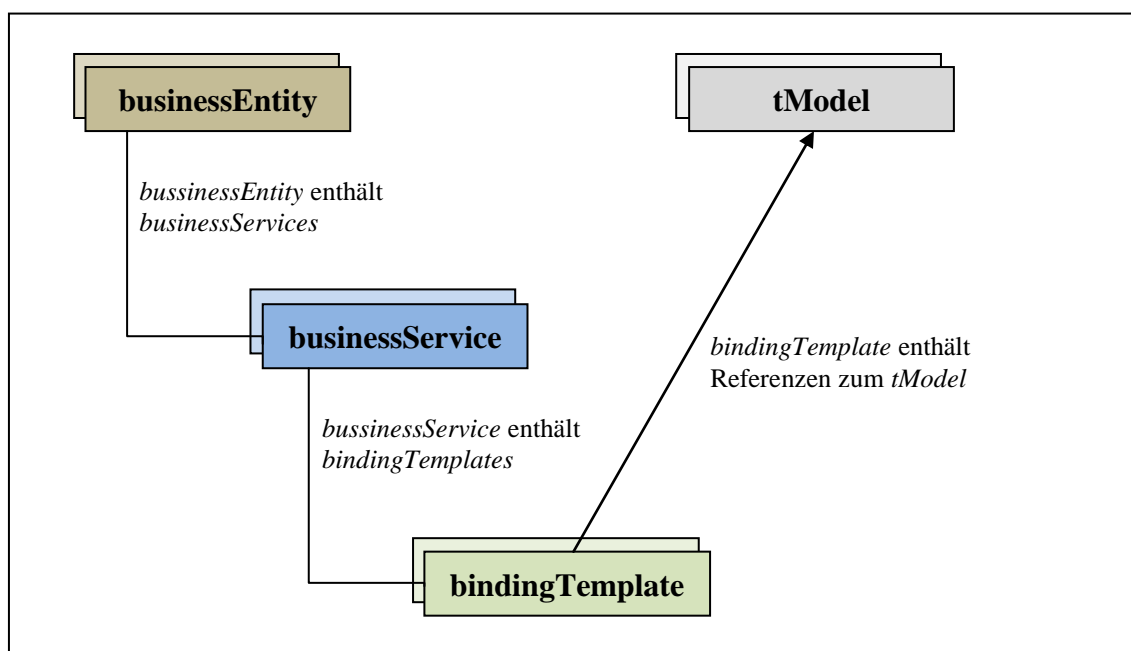 businessEntity
tModel
bussinessEntity enthält
businessServices
businessService
bindingTemplate enthält
Referenzen zum tModel
bussinessService enthält
bindingTemplates
bindingTemplate